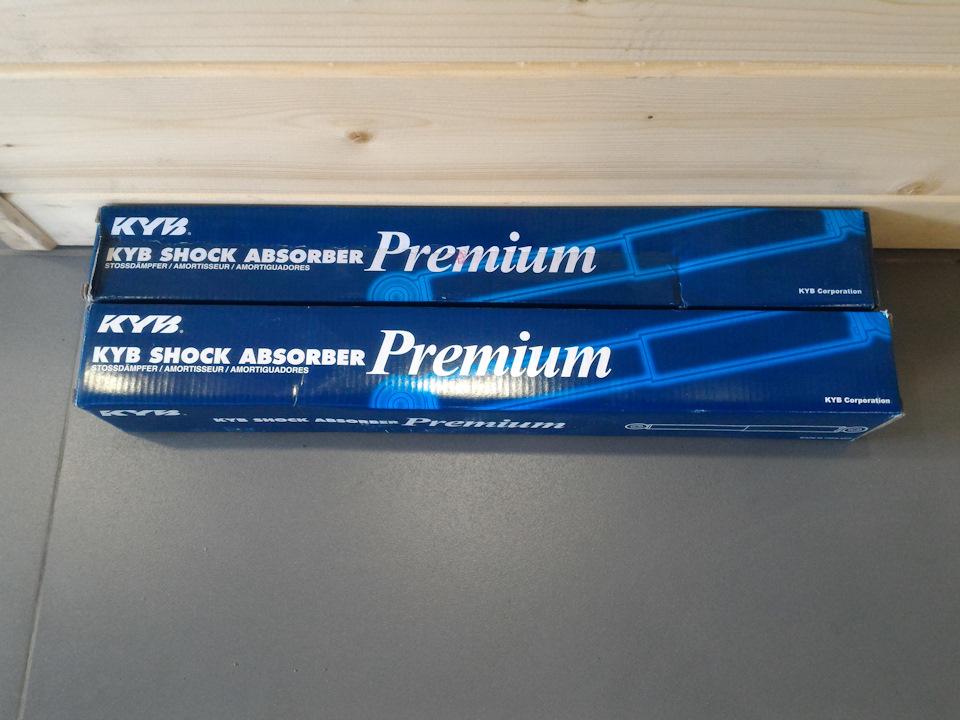 KYB®
KYB SHOCK ABSORBER Premium
STOSSDÄMPFER / AMORTISSEUR / AMORTIGUADORES
KYB Corporation
KYB®
KYB SHOCK ABSORBER Premium
STOSSDÄMPFER / AMORTISSEUR / AMORTIGUADORES
KYB Corporation
KYB®
KYB SHOCK ABSORBER Premium